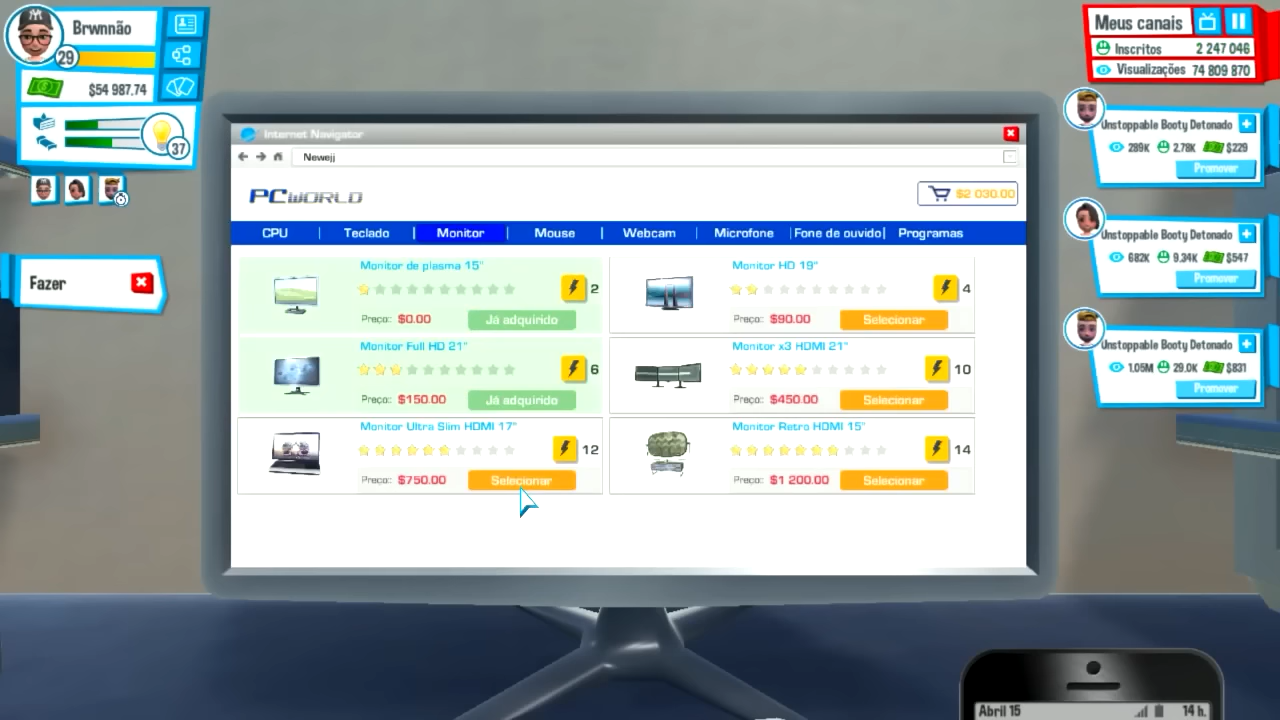 Brwnnão
29
$54 987.74
37
Fazer
Internet Navigator
Newejj
PCWORLD
$2 030.00
CPU | Teclado | Monitor | Mouse | Webcam | Microfone | Fone de ouvido | Programas
Monitor de plasma 15"
2
Preço: $0.00 Já adquirido
Monitor HD 19"
4
Preço: $90.00 Selecionar
Monitor Full HD 21"
6
Preço: $150.00 Já adquirido
Monitor x3 HDMI 21"
10
Preço: $450.00 Selecionar
Monitor Ultra Slim HDMI 17"
12
Preço: $750.00 Selecionar
Monitor Retro HDMI 15"
14
Preço: $1 200.00 Selecionar
Meus canais
Inscritos 2 247 046
Visualizações 74 809 870
Unstoppable Booty Detonado
289K 2.78K $229
Promover
Unstoppable Booty Detonado
682K 9.34K $547
Promover
Unstoppable Booty Detonado
1.05M 29.0K $831
Promover
Abril 15 14 h.